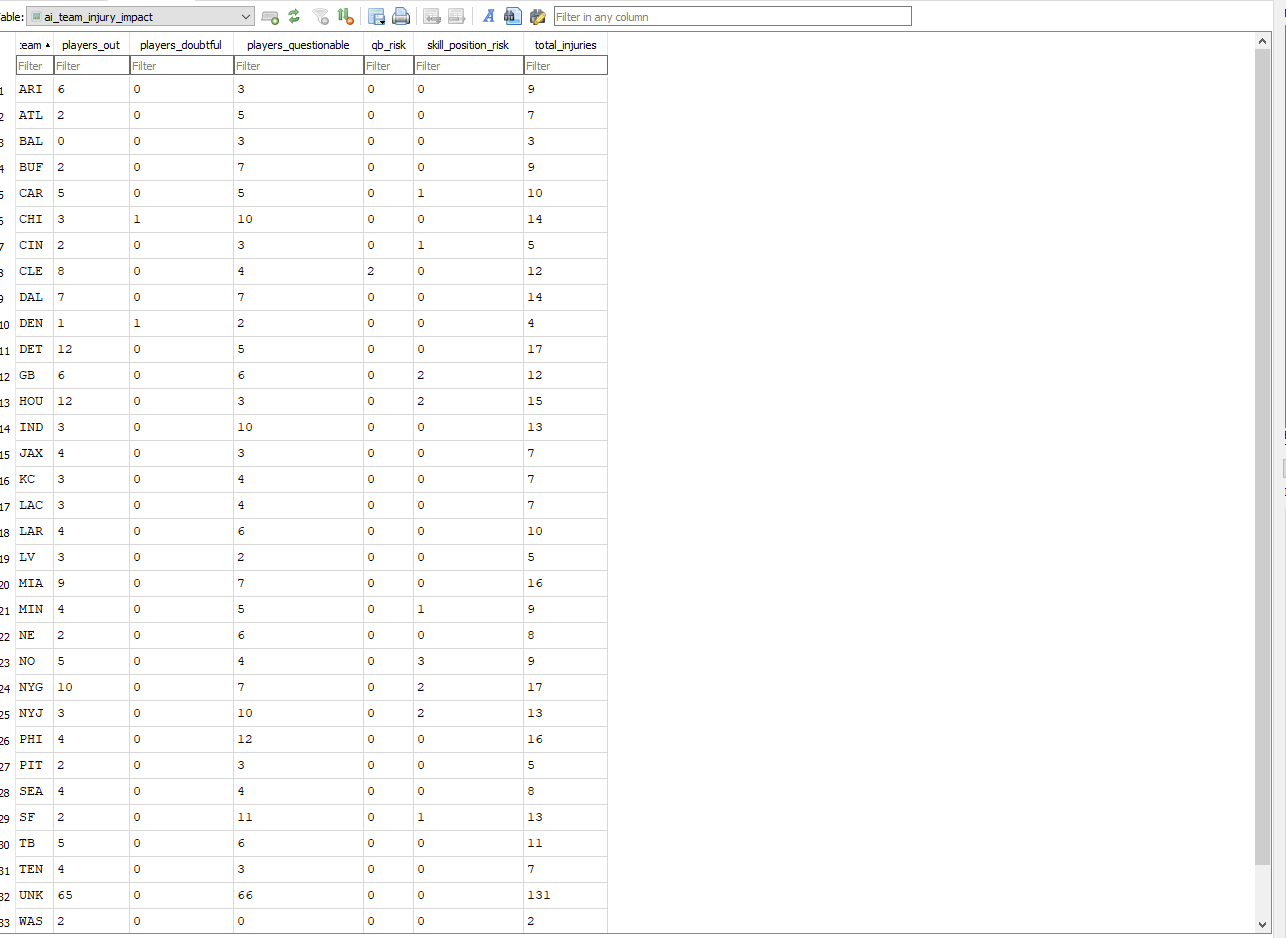 able: ai_team_injury_impact Filter in any column
team players_out players_doubtful players_questionable qb_risk skill_position_risk total_injuries
Filter Filter Filter Filter Filter Filter Filter
1 ARI 6 0 3 0 0 9
2 ATL 2 0 5 0 0 7
3 BAL 0 0 3 0 0 3
4 BUF 2 0 7 0 0 9
5 CAR 5 0 5 0 1 10
6 CHI 3 1 10 0 0 14
7 CIN 2 0 3 0 1 5
8 CLE 8 0 4 2 0 12
9 DAL 7 0 7 0 0 14
10 DEN 1 1 2 0 0 4
11 DET 12 0 5 0 0 17
12 GB 6 0 6 0 2 12
13 HOU 12 0 3 0 2 15
14 IND 3 0 10 0 0 13
15 JAX 4 0 3 0 0 7
16 KC 3 0 4 0 0 7
17 LAC 3 0 4 0 0 7
18 LAR 4 0 6 0 0 10
19 LV 3 0 2 0 0 5
20 MIA 9 0 7 0 0 16
21 MIN 4 0 5 0 1 9
22 NE 2 0 6 0 0 8
23 NO 5 0 4 0 3 9
24 NYG 10 0 7 0 2 17
25 NYJ 3 0 10 0 2 13
26 PHI 4 0 12 0 0 16
27 PIT 2 0 3 0 0 5
28 SEA 4 0 4 0 0 8
29 SF 2 0 11 0 1 13
30 TB 5 0 6 0 0 11
31 TEN 4 0 3 0 0 7
32 UNK 65 0 66 0 0 131
33 WAS 2 0 0 0 0 2